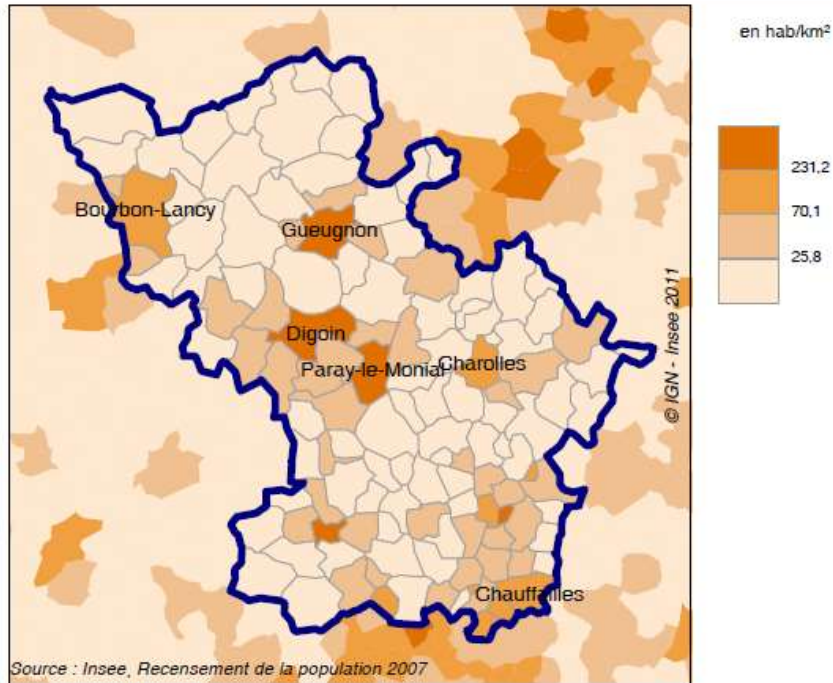 en hab/km²
231,2
70,1
25,8
Bourbon-Lancy
Gueugnon
Digoin
Paray-le-Monial
Charolles
Chauffailles
© IGN - Insee 2011
Source : Insee, Recensement de la population 2007